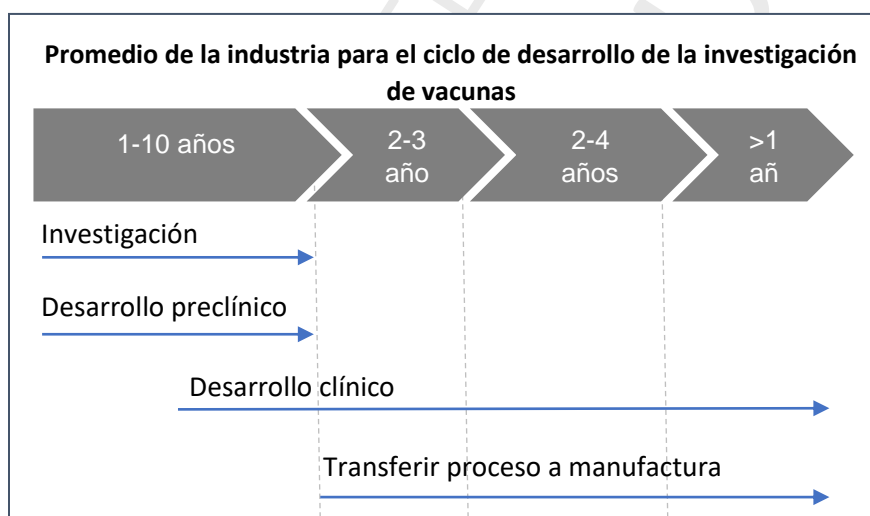 Promedio de la industria para el ciclo de desarrollo de la investigación
de vacunas
1-10 años
2-3
año
2-4
años
>1
añ
Investigación
Desarrollo preclínico
Desarrollo clínico
Transferir proceso a manufactura